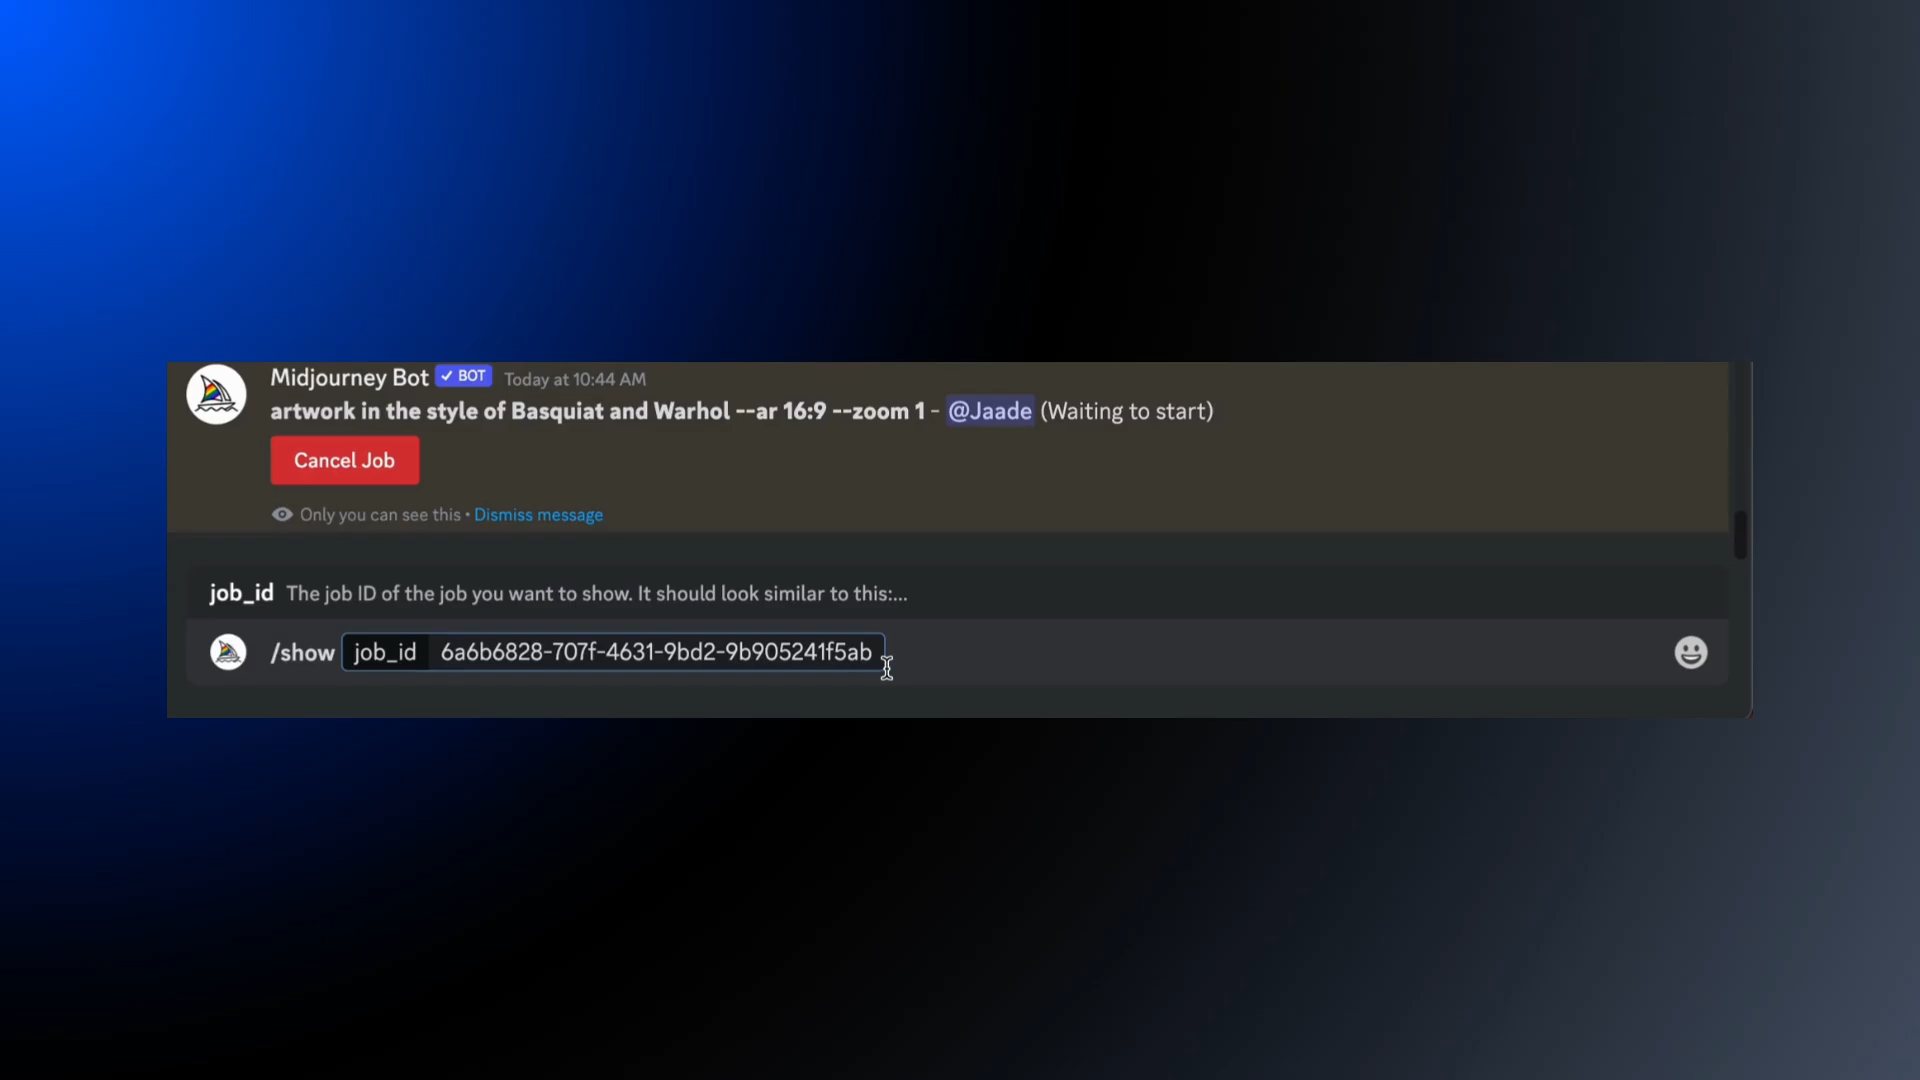 Midjourney Bot ✓ BOT Today at 10:44 AM
artwork in the style of Basquiat and Warhol --ar 16:9 --zoom 1 - @Jaade (Waiting to start)
Cancel Job
Only you can see this • Dismiss message
job_id The job ID of the job you want to show. It should look similar to this:...
/show job_id 6a6b6828-707f-4631-9bd2-9b905241f5ab